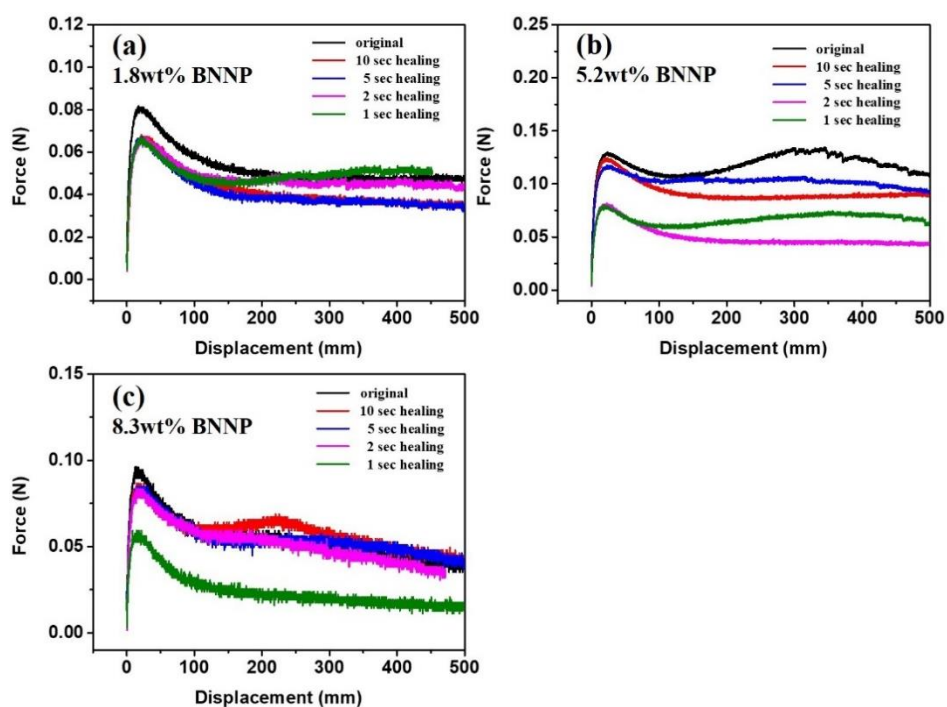 (a)
1.8wt% BNNP
original
10 sec healing
5 sec healing
2 sec healing
1 sec healing
Force (N)
0.12
0.10
0.08
0.06
0.04
0.02
0.00
0 100 200 300 400 500
Displacement (mm)
(b)
5.2wt% BNNP
original
10 sec healing
5 sec healing
2 sec healing
1 sec healing
Force (N)
0.25
0.20
0.15
0.10
0.05
0.00
0 100 200 300 400 500
Displacement (mm)
(c)
8.3wt% BNNP
original
10 sec healing
5 sec healing
2 sec healing
1 sec healing
Force (N)
0.15
0.10
0.05
0.00
0 100 200 300 400 500
Displacement (mm)